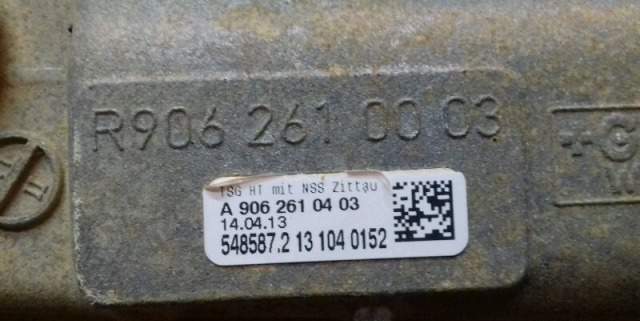 R906 261 00 03
TSG HT mit NSS Zittau
A 906 261 04 03
14.04.13
548587.2 13 104 0152